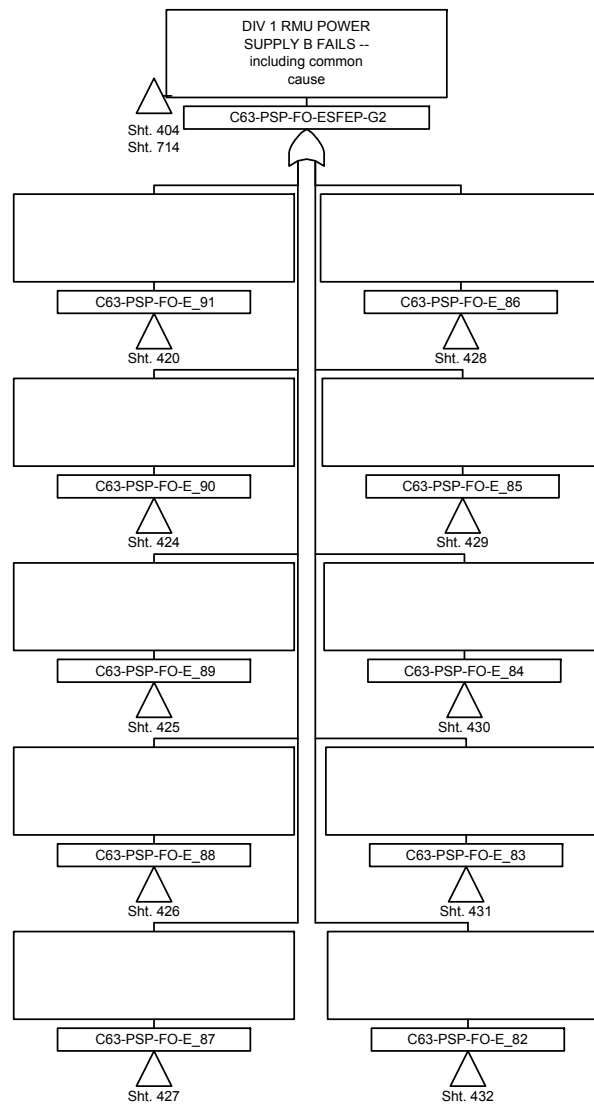 DIV 1 RMU POWER
SUPPLY B FAILS --
including common
cause
C63-PSP-FO-ESFEP-G2
Sht. 404
Sht. 714
C63-PSP-FO-E_91
Sht. 420
C63-PSP-FO-E_86
Sht. 428
C63-PSP-FO-E_90
Sht. 424
C63-PSP-FO-E_85
Sht. 429
C63-PSP-FO-E_89
Sht. 425
C63-PSP-FO-E_84
Sht. 430
C63-PSP-FO-E_88
Sht. 426
C63-PSP-FO-E_83
Sht. 431
C63-PSP-FO-E_87
Sht. 427
C63-PSP-FO-E_82
Sht. 432